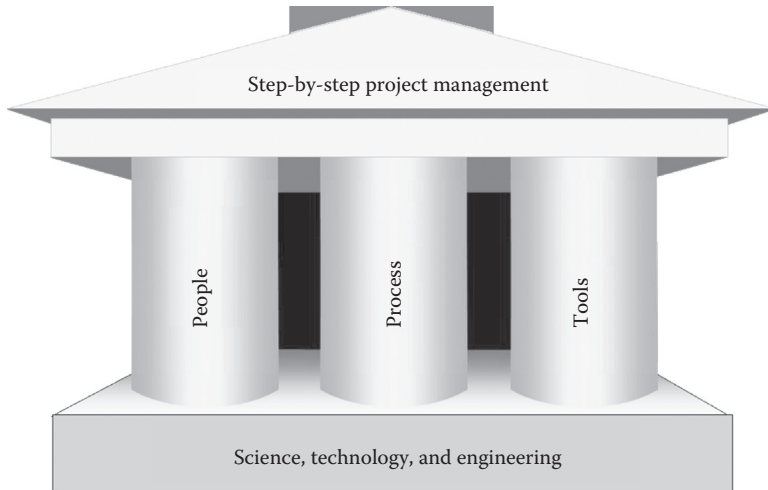 Step-by-step project management
People
Process
Tools
Science, technology, and engineering